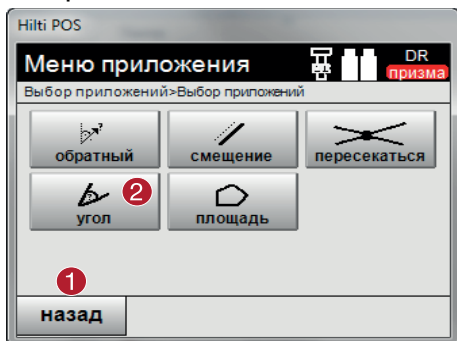 Hilti POS
Меню приложения
DR
призма
Выбор приложений>Выбор приложений
обратный
смещение
пересекаться
угол
2
площадь
1
назад